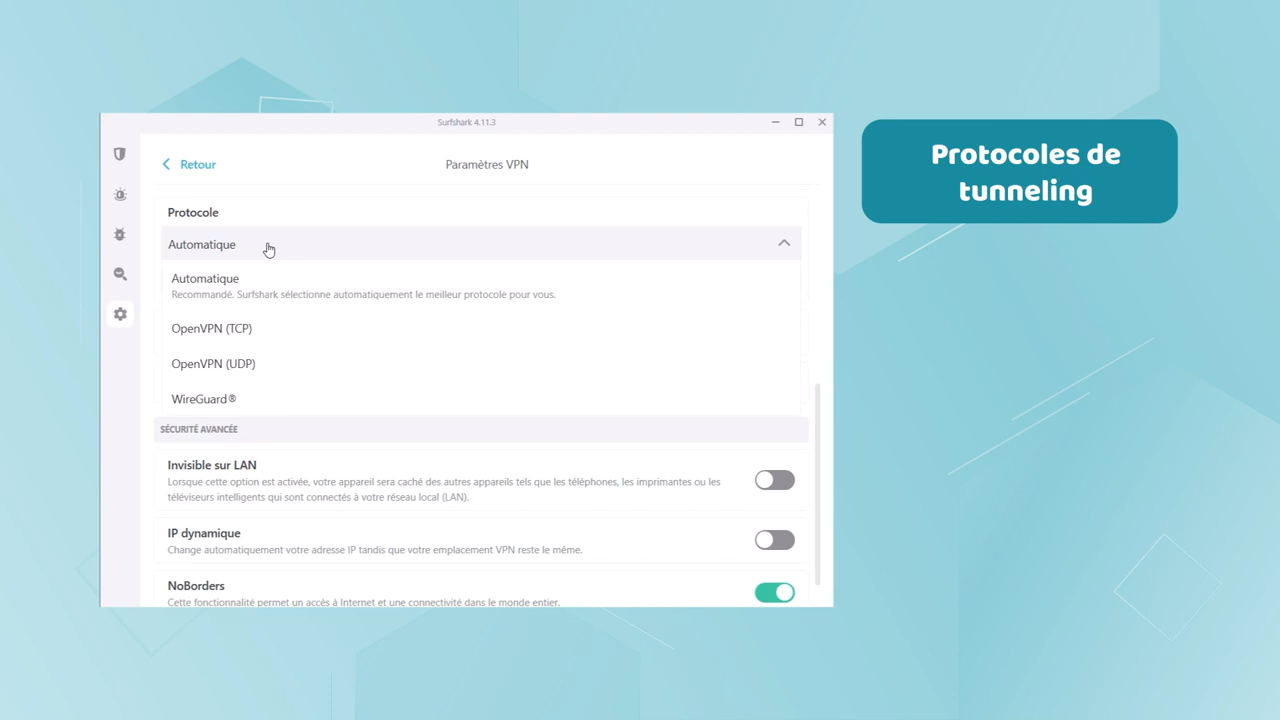 Surfshark 4.11.3
Retour
Paramètres VPN
Protocoles de
tunneling
Protocole
Automatique
Automatique
Recommandé. Surfshark sélectionne automatiquement le meilleur protocole pour vous.
OpenVPN (TCP)
OpenVPN (UDP)
WireGuard®
SÉCURITÉ AVANCÉE
Invisible sur LAN
Lorsque cette option est activée, votre appareil sera caché des autres appareils tels que les téléphones, les imprimantes ou les
téléviseurs intelligents qui sont connectés à votre réseau local (LAN).
IP dynamique
Change automatiquement votre adresse IP tandis que votre emplacement VPN reste le même.
NoBorders
Cette fonctionnalité permet un accès à Internet et une connectivité dans le monde entier.